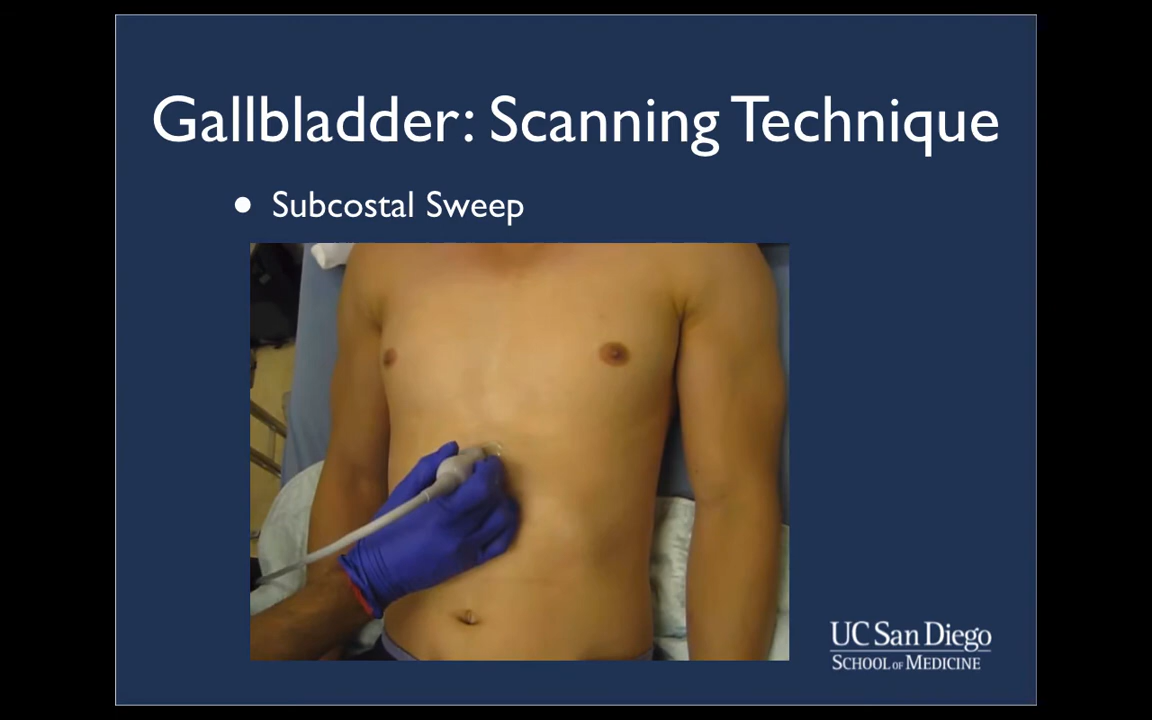 Gallbladder: Scanning Technique
• Subcostal Sweep
UC San Diego
SCHOOL OF MEDICINE